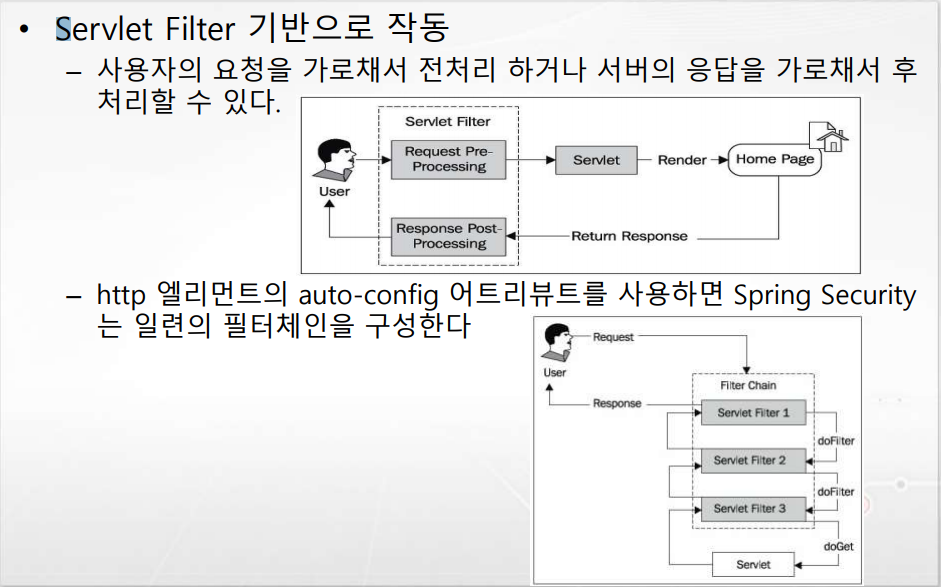 • Servlet Filter 기반으로 작동
– 사용자의 요청을 가로채서 전처리 하거나 서버의 응답을 가로채서 후
처리할 수 있다.
Servlet Filter
Request Pre-
Processing
Servlet
Render
Home Page
User
Response Post-
Processing
Return Response
– http 엘리먼트의 auto-config 어트리뷰트를 사용하면 Spring Security
는 일련의 필터체인을 구성한다
Request
User
Filter Chain
Response
Servlet Filter 1
doFilter
Servlet Filter 2
doFilter
Servlet Filter 3
doGet
Servlet